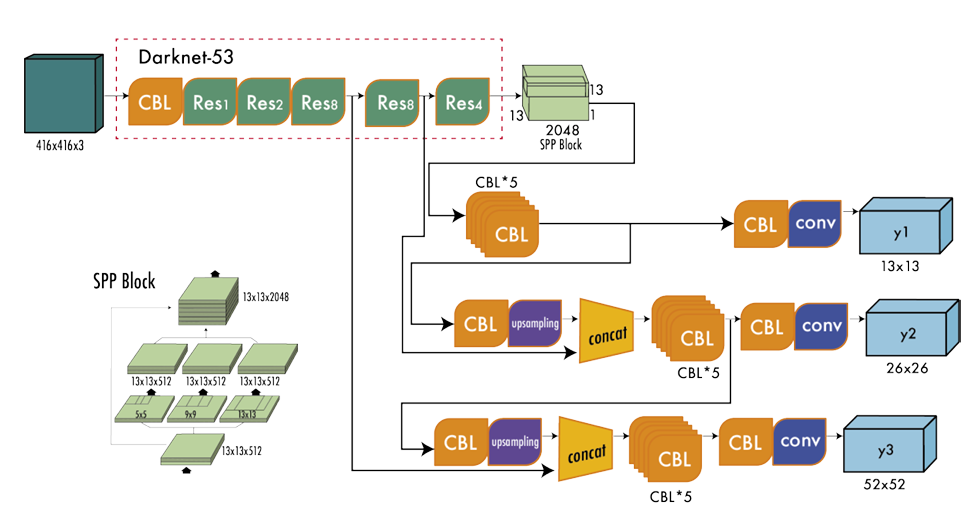 Darknet-53
CBL
Res1
Res2
Res8
Res8
Res4
416x416x3
13
13
1
2048
SPP Block
CBL*5
CBL
CBL
conv
y1
13x13
SPP Block
13x13x2048
13x13x512
13x13x512
13x13x512
5x5
9x9
13x13
13x13x512
CBL
upsampling
concat
CBL
CBL*5
CBL
conv
y2
26x26
CBL
upsampling
concat
CBL
CBL*5
CBL
conv
y3
52x52